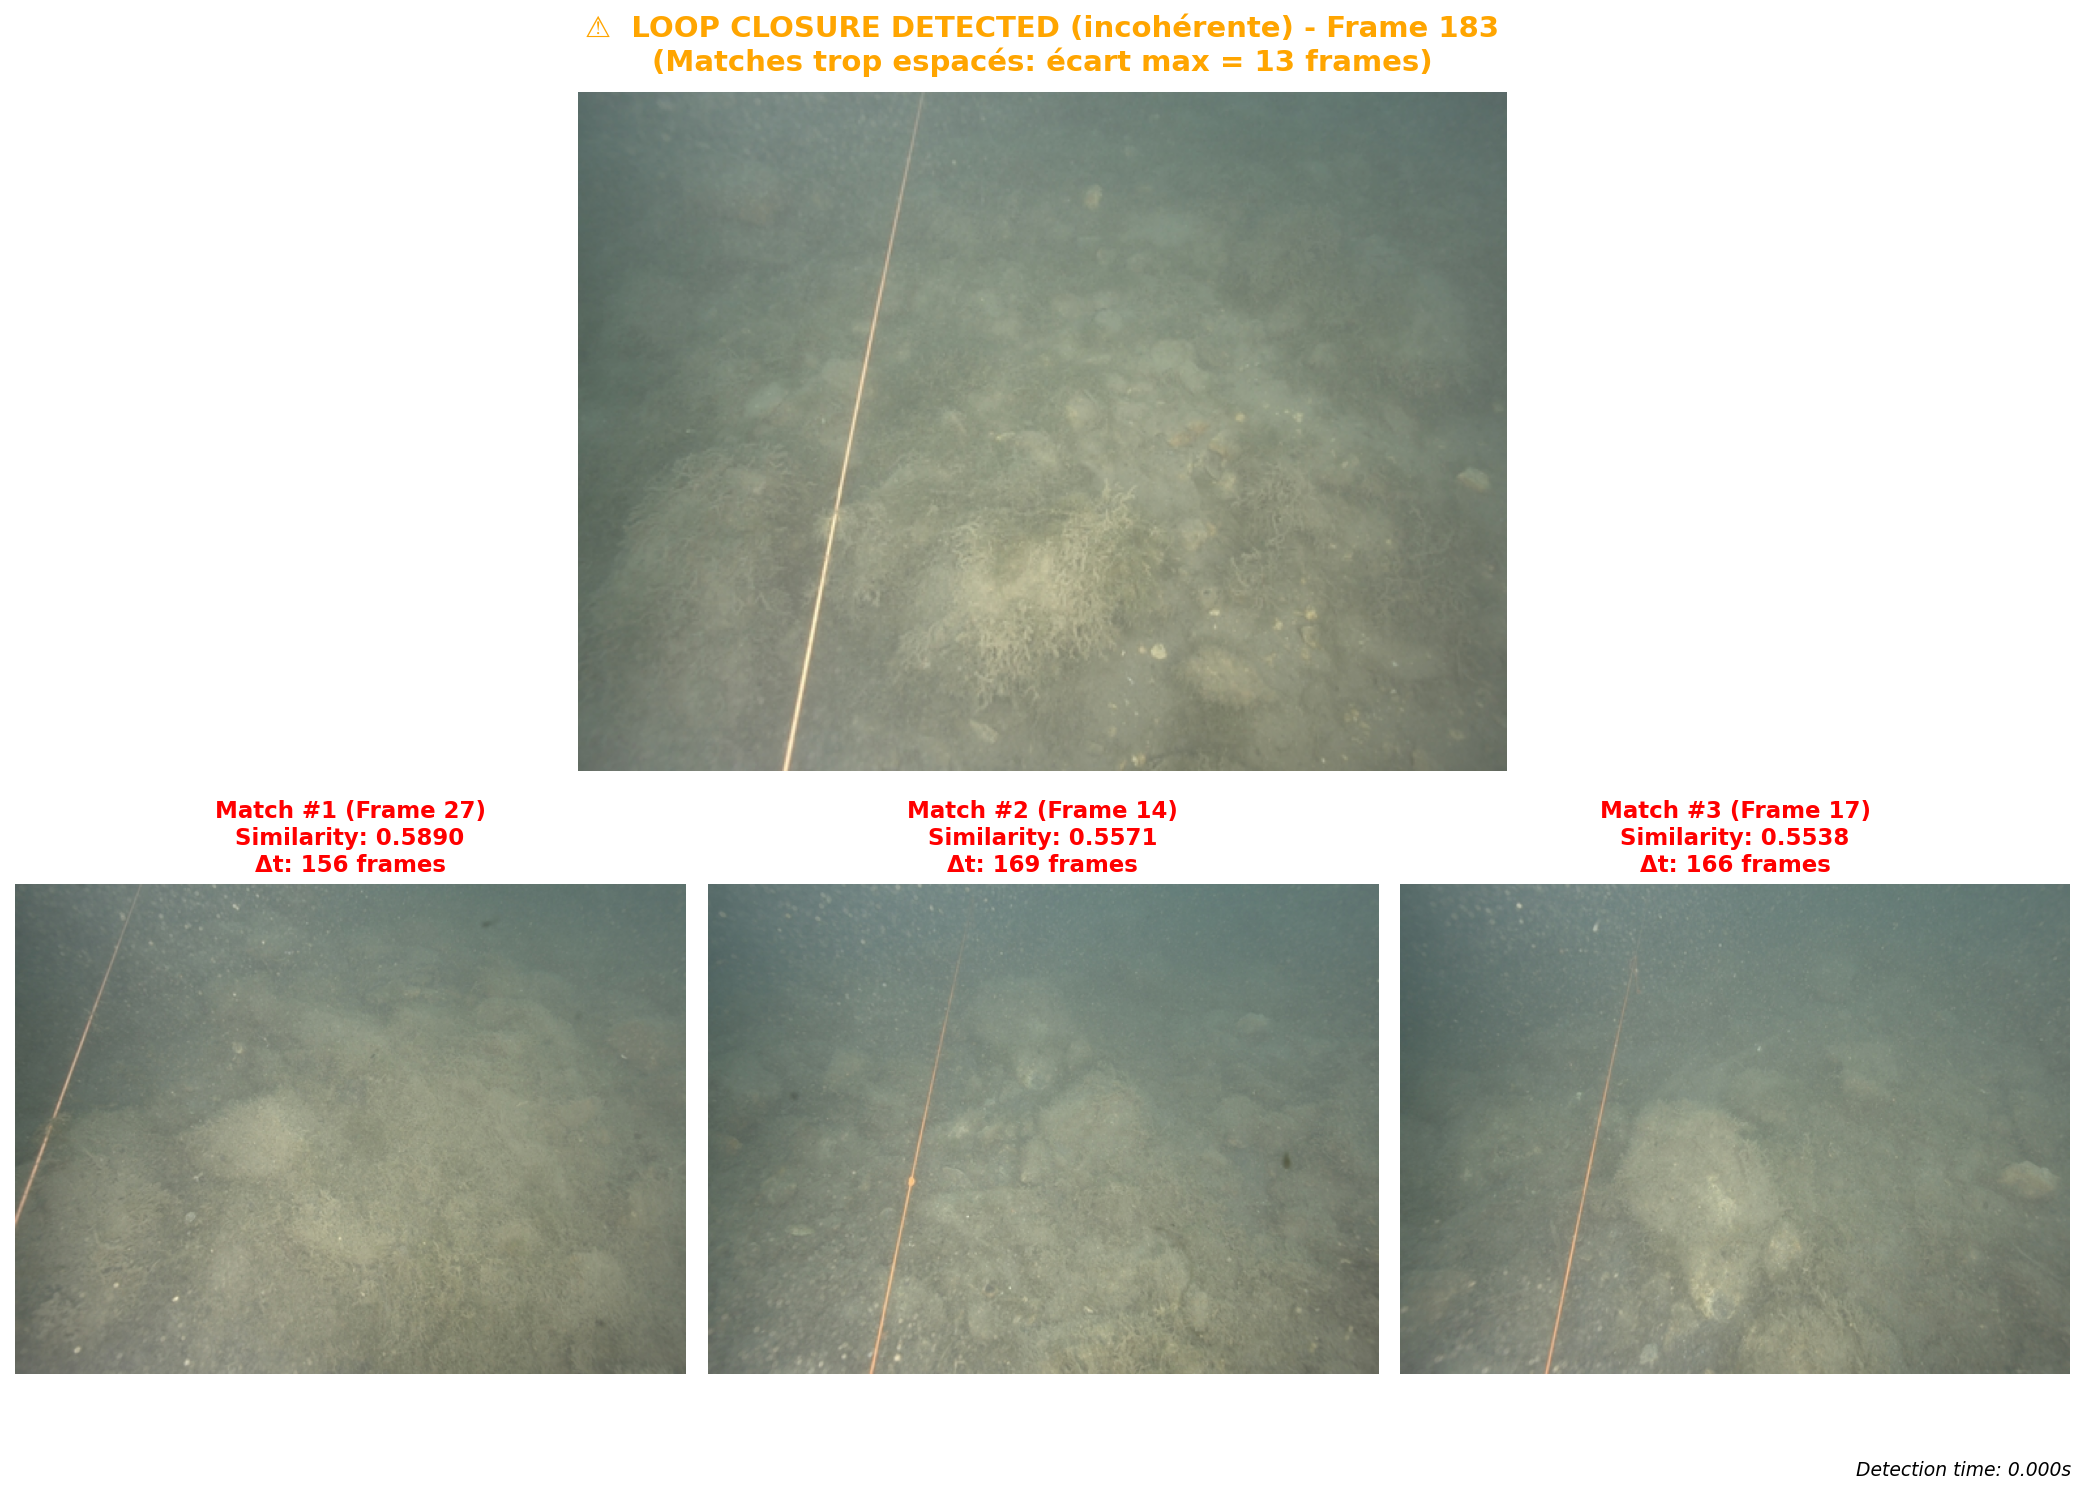 ⚠ LOOP CLOSURE DETECTED (incohérente) - Frame 183
(Matches trop espacés: écart max = 13 frames)
Match #1 (Frame 27)
Similarity: 0.5890
Δt: 156 frames
Match #2 (Frame 14)
Similarity: 0.5571
Δt: 169 frames
Match #3 (Frame 17)
Similarity: 0.5538
Δt: 166 frames
Detection time: 0.000s